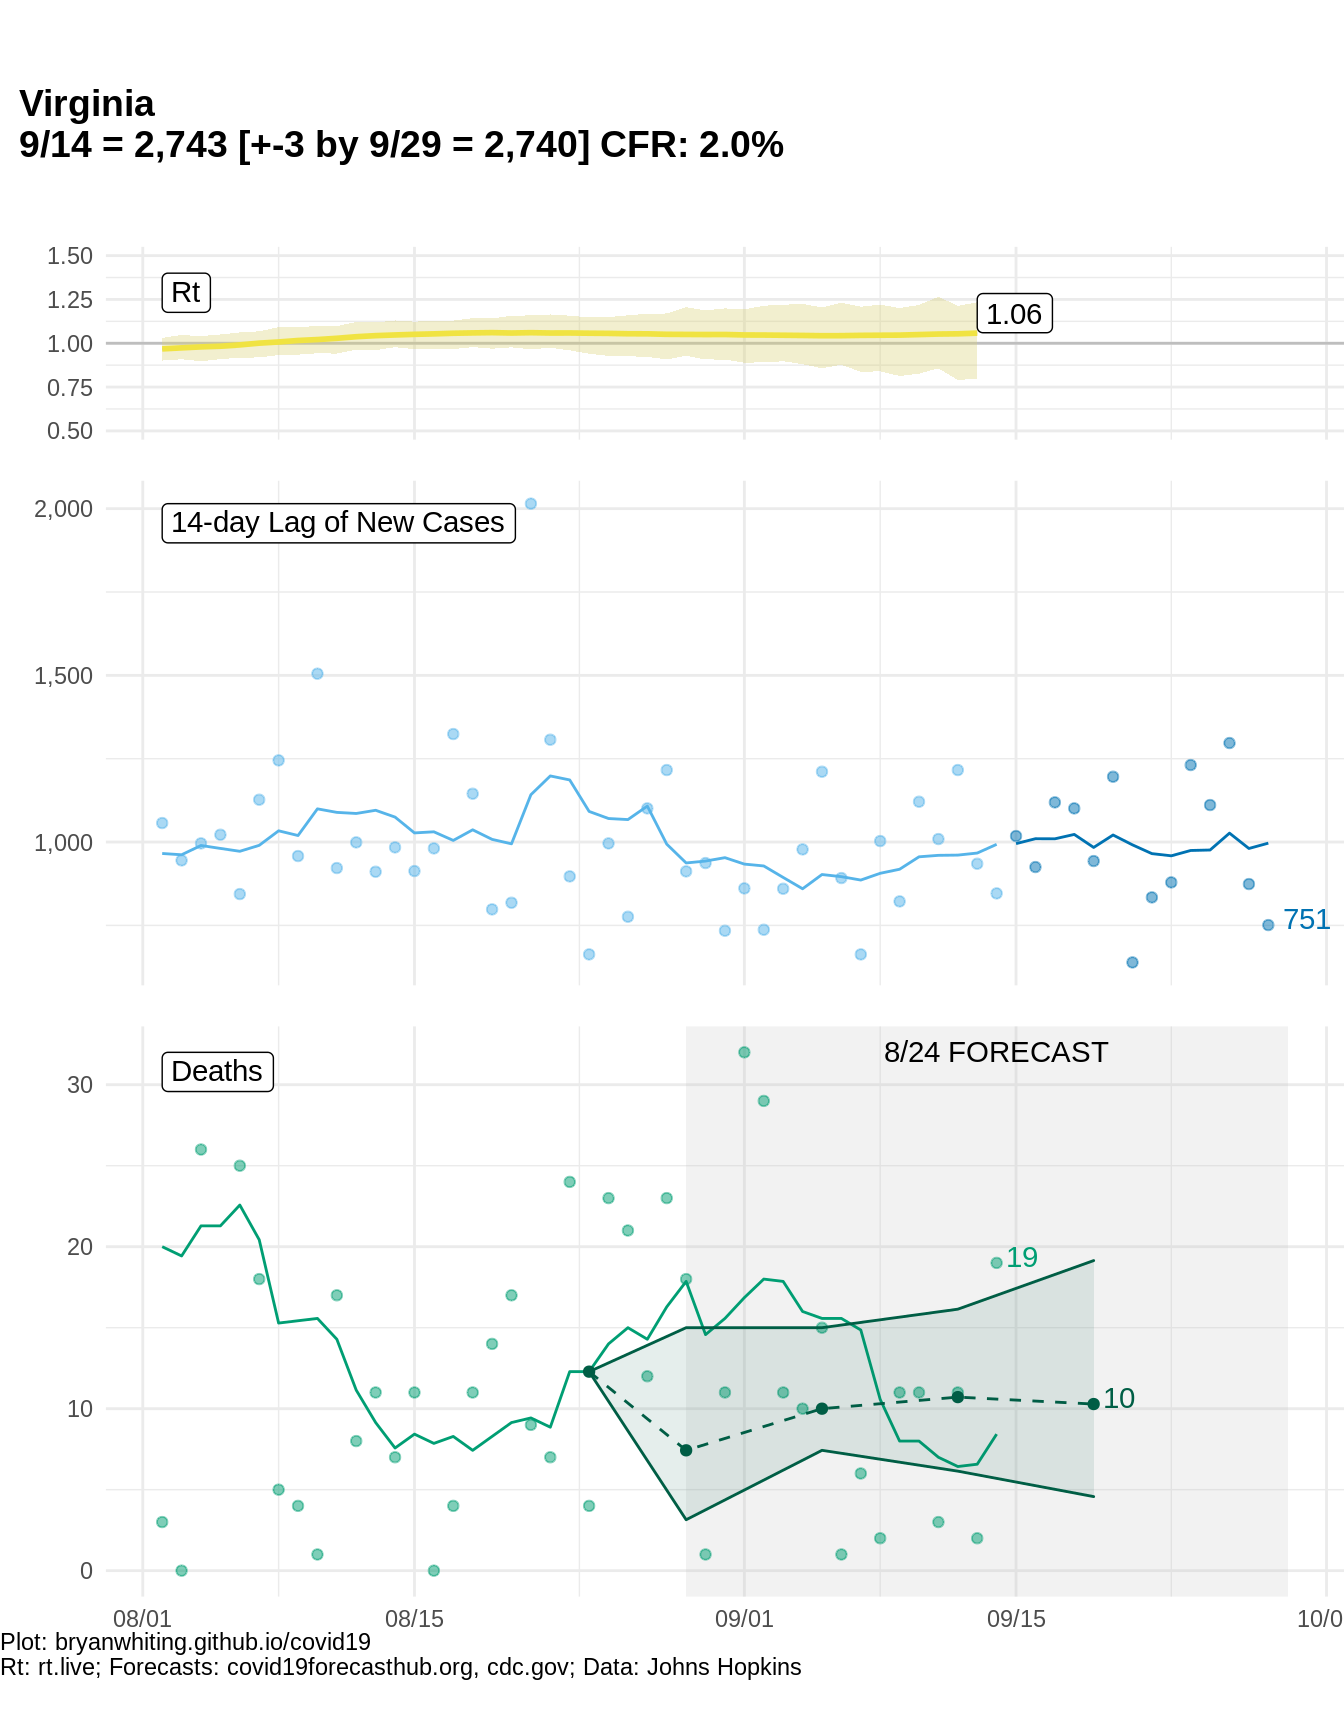 Virginia
9/14 = 2,743 [+-3 by 9/29 = 2,740] CFR: 2.0%
1.50
1.25
1.00
0.75
0.50
Rt
1.06
2,000
1,500
1,000
14-day Lag of New Cases
751
30
20
10
0
Deaths
8/24 FORECAST
19
10
08/01
08/15
09/01
09/15
10/0
Plot: bryanwhiting.github.io/covid19
Rt: rt.live; Forecasts: covid19forecasthub.org, cdc.gov; Data: Johns Hopkins